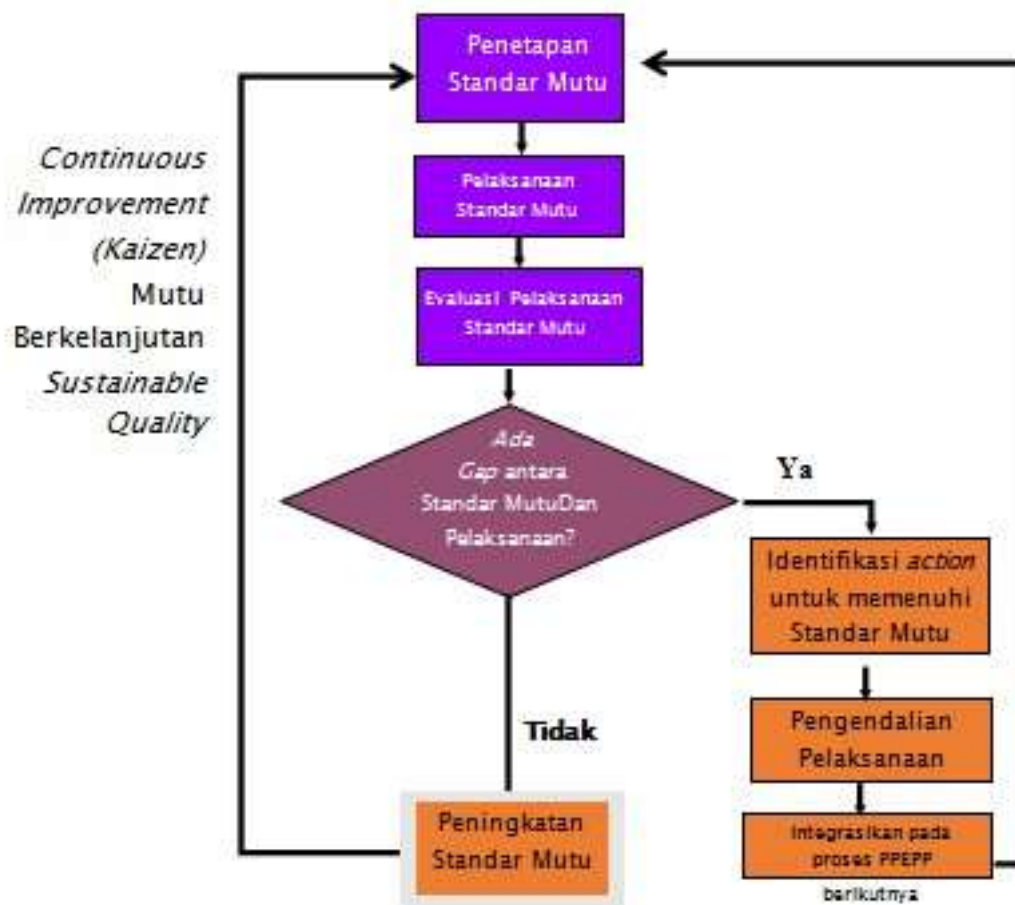 Penetapan
Standar Mutu
Pelaksanaan
Standar Mutu
Evaluasi Pelaksanaan
Standar Mutu
Continuous
Improvement
(Kaizen)
Mutu
Berkelanjutan
Sustainable
Quality
Ada
Gap antara
Standar MutuDan
Pelaksanaan?
Ya
Identifikasi action
untuk memenuhi
Standar Mutu
Pengendalian
Pelaksanaan
Integrasikan pada
proses PPEPP
berikutnya
Tidak
Peningkatan
Standar Mutu